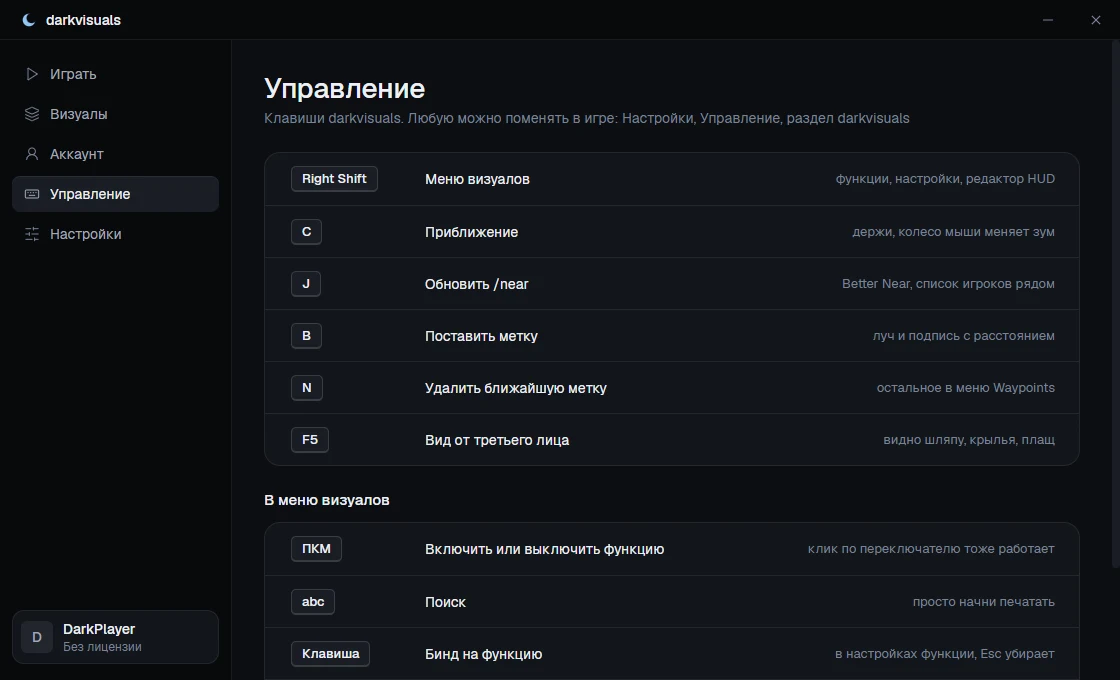 darkvisuals
Играть
Визуалы
Аккаунт
Управление
Настройки
Управление
Клавиши darkvisuals. Любую можно поменять в игре: Настройки, Управление, раздел darkvisuals
Right Shift Меню визуалов функции, настройки, редактор HUD
C Приближение держи, колесо мыши меняет зум
J Обновить /near Better Near, список игроков рядом
B Поставить метку луч и подпись с расстоянием
N Удалить ближайшую метку остальное в меню Waypoints
F5 Вид от третьего лица видно шляпу, крылья, плащ
В меню визуалов
ПКМ Включить или выключить функцию клик по переключателю тоже работает
abc Поиск просто начни печатать
Клавиша Бинд на функцию в настройках функции, Esc убирает
D
DarkPlayer
Без лицензии